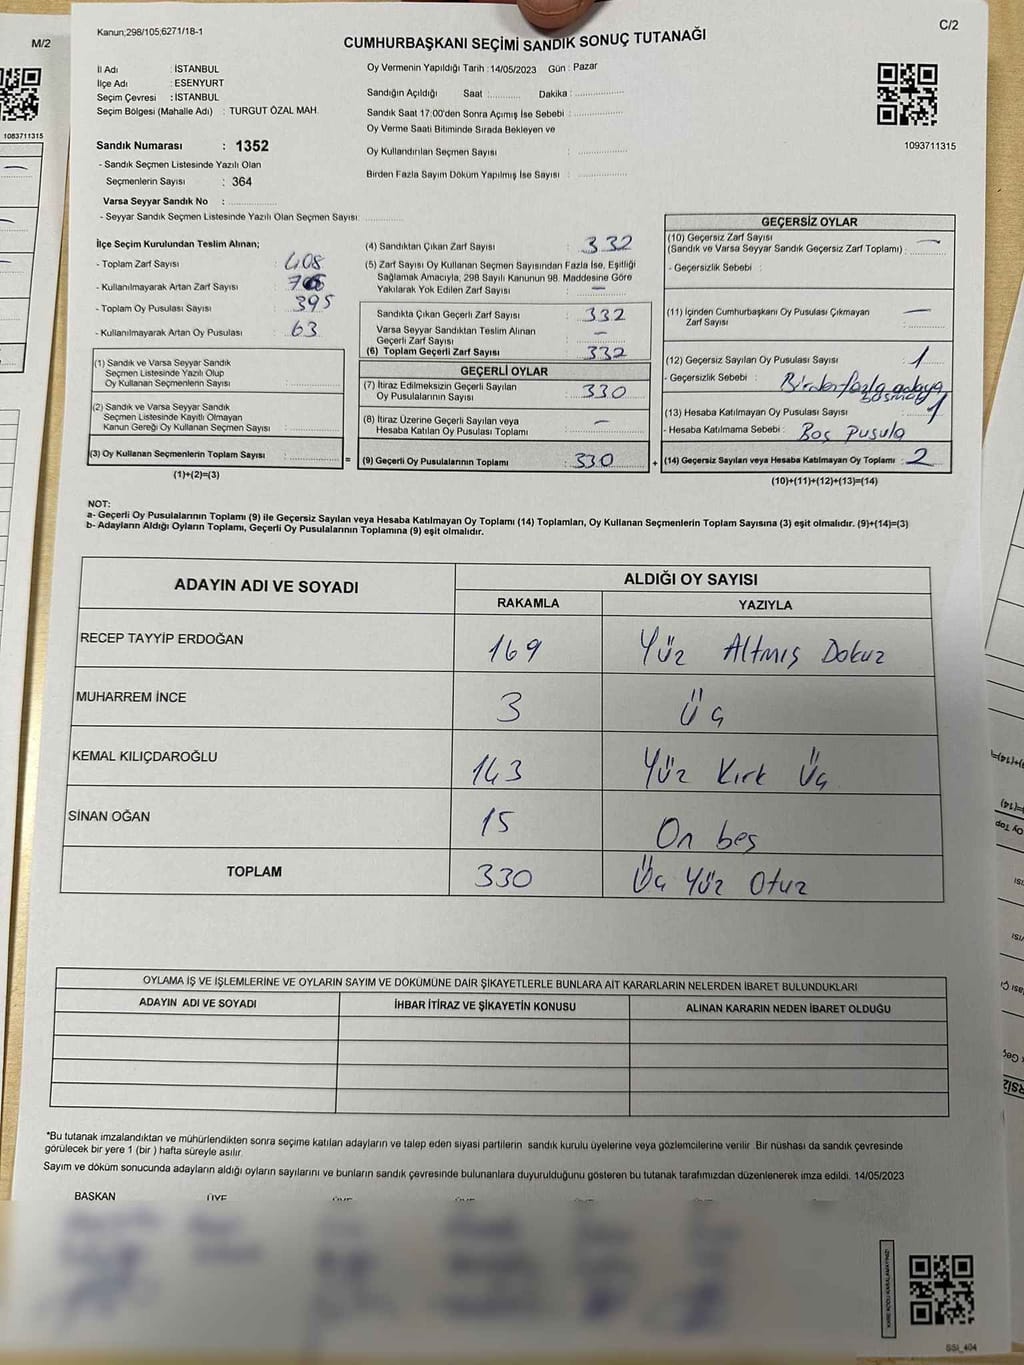 M/2
1083711315
Kanun;298/105;6271/18-1
C/2
CUMHURBAŞKANI SEÇİMİ SANDIK SONUÇ TUTANAĞI
İl Adı : İSTANBUL
İlçe Adı : ESENYURT
Seçim Çevresi : İSTANBUL
Seçim Bölgesi (Mahalle Adı) : TURGUT ÖZAL MAH.
Sandık Numarası : 1352
- Sandık Seçmen Listesinde Yazılı Olan
Seçmenlerin Sayısı : 364
Varsa Seyyar Sandık No : ..............
- Seyyar Sandık Seçmen Listesinde Yazılı Olan Seçmen Sayısı: ..............
Oy Vermenin Yapıldığı Tarih : 14/05/2023 Gün : Pazar
Sandığın Açıldığı Saat : .......... Dakika : ..............
Sandık Saat 17:00'den Sonra Açımış İse Sebebi : ..............
Oy Verme Saati Bitiminde Sırada Bekleyen ve
Oy Kullandırılan Seçmen Sayısı : ..............
Birden Fazla Sayım Döküm Yapılmış İse Sayısı : ..............
1093711315
İlçe Seçim Kurulundan Teslim Alınan;
- Toplam Zarf Sayısı : 408
- Kullanılmayarak Artan Zarf Sayısı :
- Toplam Oy Pusulası Sayısı : 395
- Kullanılmayarak Artan Oy Pusulası : 63
(1) Sandık ve Varsa Seyyar Sandık
Seçmen Listesinde Yazılı Olup
Oy Kullanan Seçmenlerin Sayısı : ..............
(2) Sandık ve Varsa Seyyar Sandık
Seçmen Listesinde Kayıtlı Olmayan
Kanun Gereği Oy Kullanan Seçmen Sayısı : ..............
(3) Oy Kullanan Seçmenlerin Toplam Sayısı : ..............
(1)+(2)=(3)
(4) Sandıktan Çıkan Zarf Sayısı : 332
(5) Zarf Sayısı Oy Kullanan Seçmen Sayısından Fazla İse, Eşitliği
Sağlamak Amacıyla, 298 Sayılı Kanunun 98. Maddesine Göre
Yakılarak Yok Edilen Zarf Sayısı : —
Sandıkta Çıkan Geçerli Zarf Sayısı : 332
Varsa Seyyar Sandıktan Teslim Alınan
Geçerli Zarf Sayısı : —
(6) Toplam Geçerli Zarf Sayısı : 332
GEÇERLİ OYLAR
(7) İtiraz Edilmeksizin Geçerli Sayılan
Oy Pusulalarının Sayısı : 330
(8) İtiraz Üzerine Geçerli Sayılan veya
Hesaba Katılan Oy Pusulası Toplamı : —
= (9) Geçerli Oy Pusulalarının Toplamı : 330 +
GEÇERSİZ OYLAR
(10) Geçersiz Zarf Sayısı
(Sandık ve Varsa Seyyar Sandık Geçersiz Zarf Toplamı) : —
- Geçersizlik Sebebi :
(11) İçinden Cumhurbaşkanı Oy Pusulası Çıkmayan
Zarf Sayısı : —
(12) Geçersiz Sayılan Oy Pusulası Sayısı : 1
- Geçersizlik Sebebi : Birden fazla adaya
basması
(13) Hesaba Katılmayan Oy Pusulası Sayısı : 1
- Hesaba Katılmama Sebebi : Boş pusula
(14) Geçersiz Sayılan veya Hesaba Katılmayan Oy Toplamı : 2
(10)+(11)+(12)+(13)=(14)
NOT:
a- Geçerli Oy Pusulalarının Toplamı (9) ile Geçersiz Sayılan veya Hesaba Katılmayan Oy Toplamı (14) Toplamları, Oy Kullanan Seçmenlerin Toplam Sayısına (3) eşit olmalıdır. (9)+(14)=(3)
b- Adayların Aldığı Oyların Toplamı, Geçerli Oy Pusulalarının Toplamına (9) eşit olmalıdır.
ADAYIN ADI VE SOYADI
ALDIĞI OY SAYISI
RAKAMLA YAZIYLA
RECEP TAYYİP ERDOĞAN 169 Yüz Altmış Dokuz
MUHARREM İNCE 3 Üç
KEMAL KILIÇDAROĞLU 143 Yüz Kırk Üç
SİNAN OĞAN 15 On beş
TOPLAM 330 Üç Yüz Otuz
OYLAMA İŞ VE İŞLEMLERİNE VE OYLARIN SAYIM VE DÖKÜMÜNE DAİR ŞİKAYETLERLE BUNLARA AİT KARARLARIN NELERDEN İBARET BULUNDUKLARI
ADAYIN ADI VE SOYADI İHBAR İTİRAZ VE ŞİKAYETİN KONUSU ALINAN KARARIN NEDEN İBARET OLDUĞU
*Bu tutanak imzalandıktan ve mühürlendikten sonra seçime katılan adayların ve talep eden siyasi partilerin sandık kurulu üyelerine veya gözlemcilerine verilir. Bir nüshası da sandık çevresinde
görülecek bir yere 1 (bir ) hafta süreyle asılır.
Sayım ve döküm sonucunda adayların aldığı oyların sayılarını ve bunların sandık çevresinde bulunanlara duyurulduğunu gösteren bu tutanak tarafımızdan düzenlenerek imza edildi. 14/05/2023
BAŞKAN ÜYE ÜYE ÜYE ÜYE ÜYE
KARE KODU KARALAMAYINIZ!
SSI_404